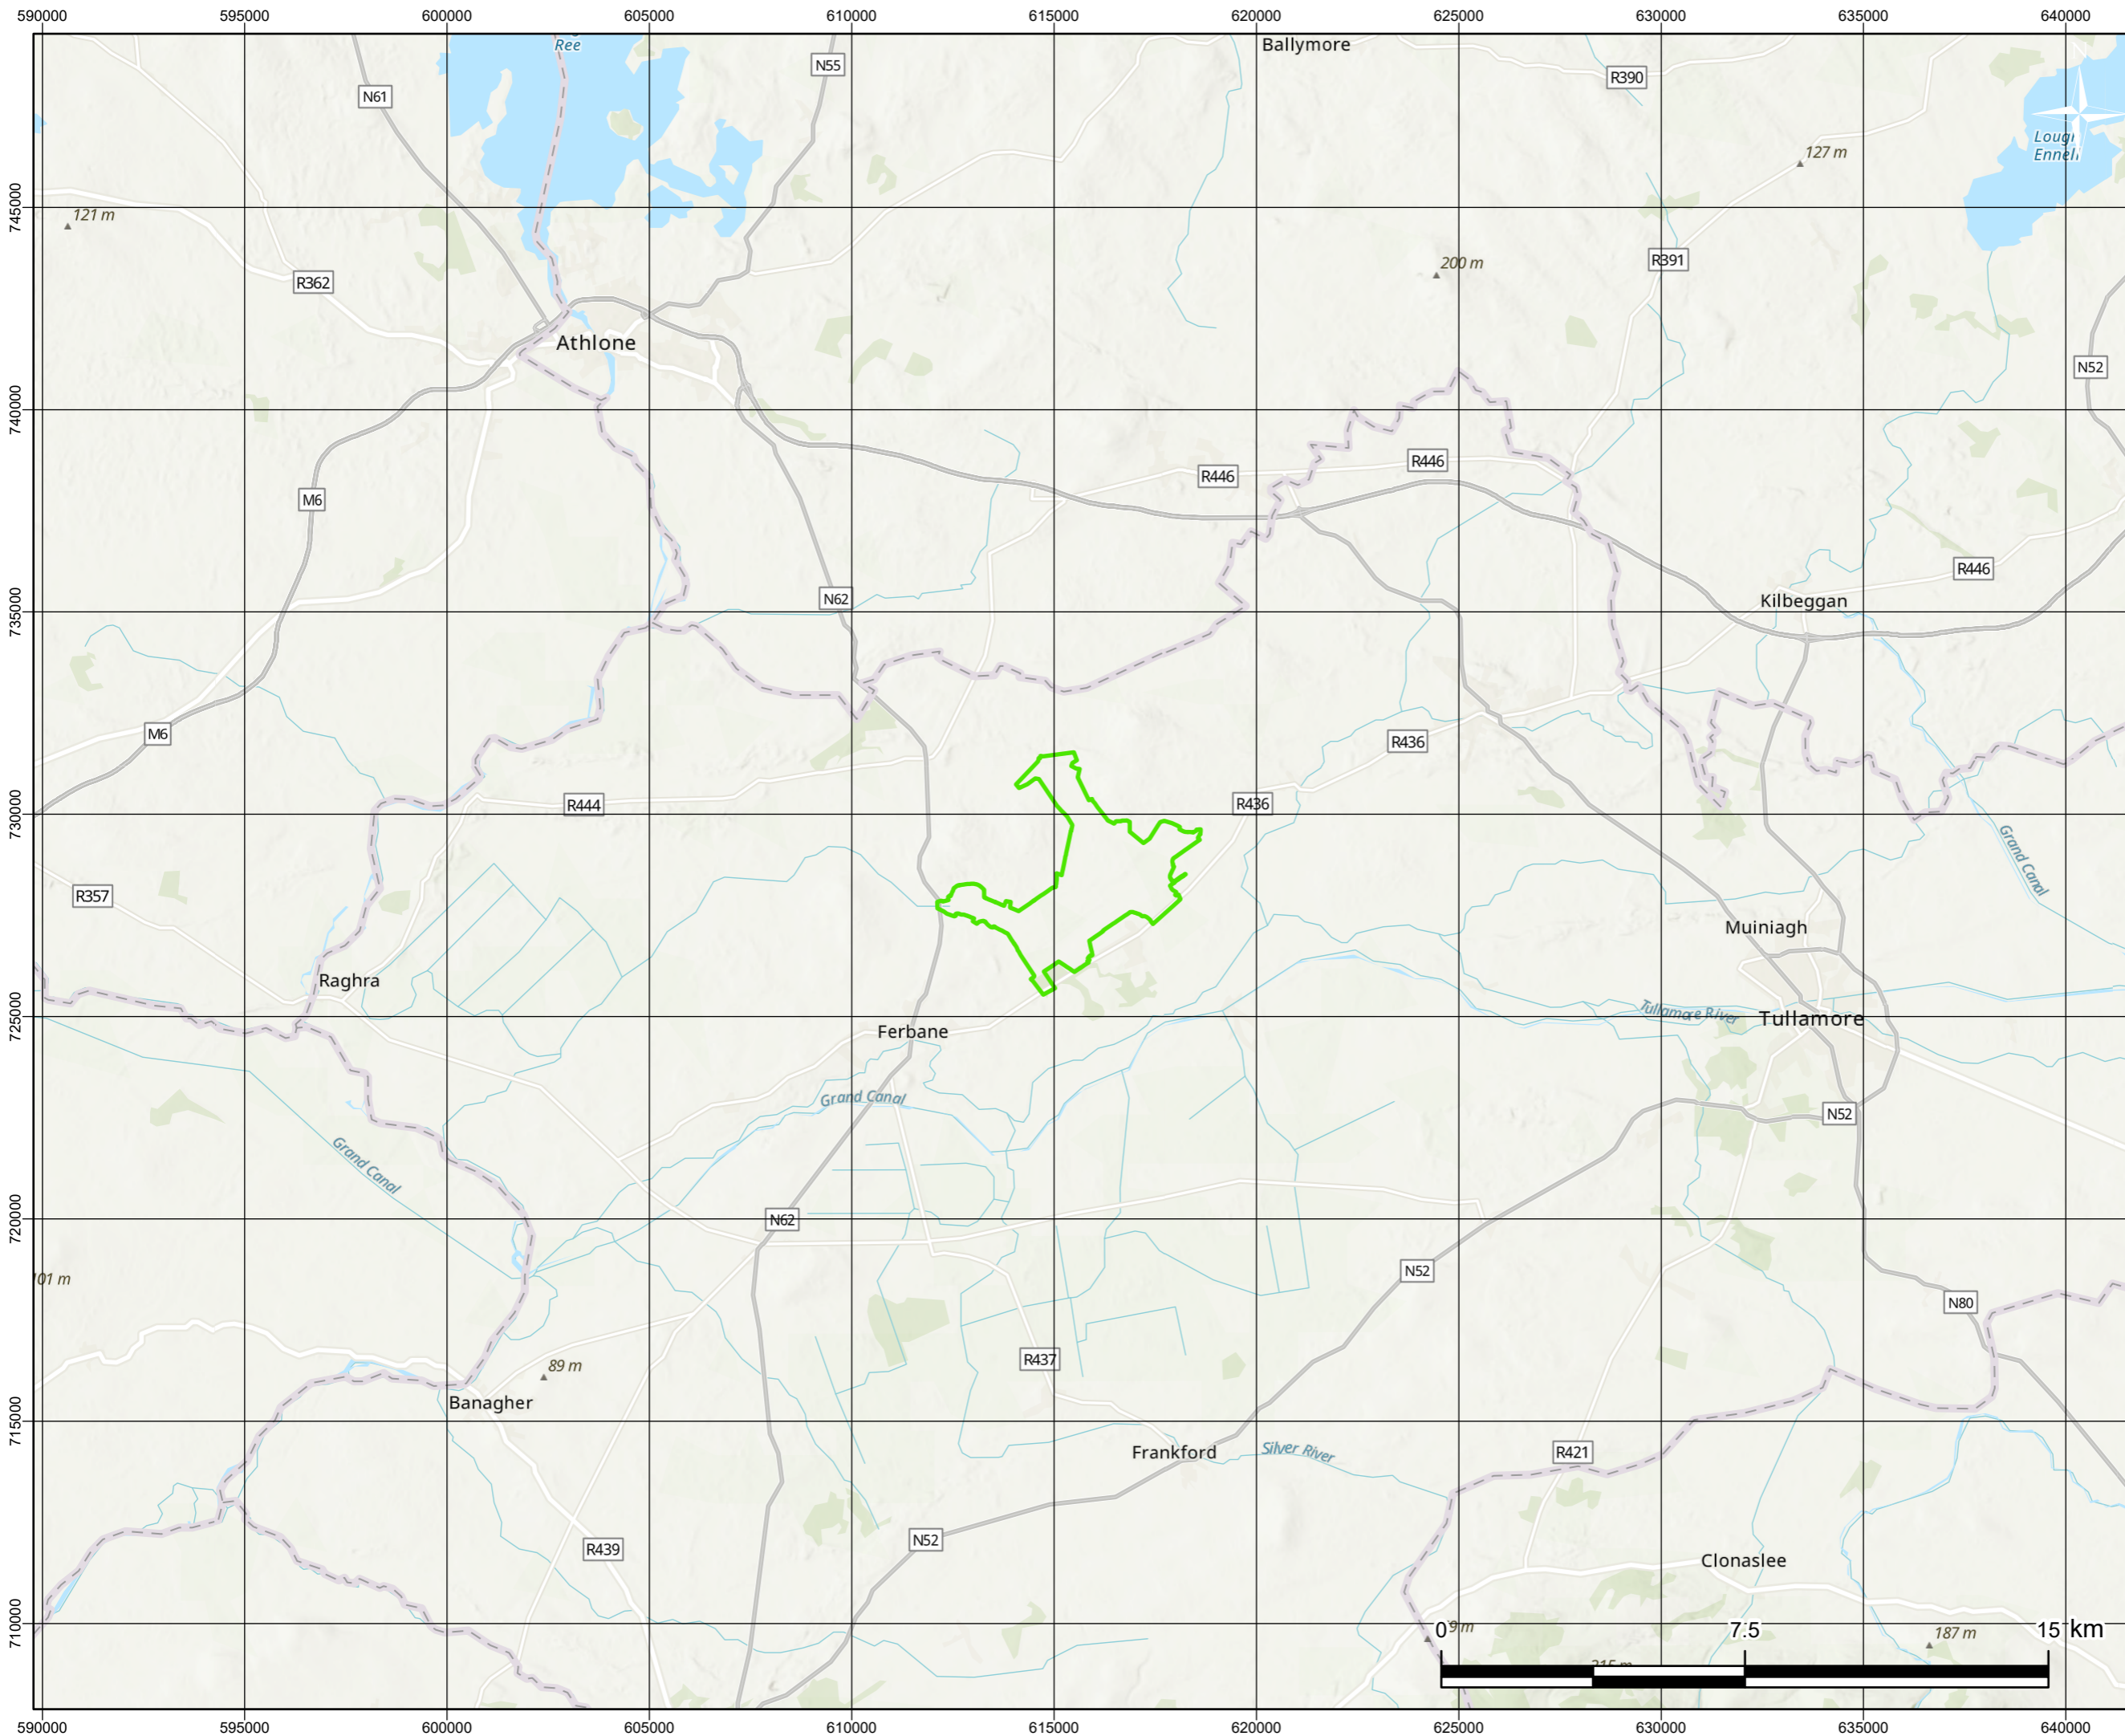 590000 595000 600000 605000 610000 615000 620000 625000 630000 635000 640000
Ree
Ballymore
N55
R390
N61
127 m
Lough
Ennell
745000
121 m
200 m
R391
R362
Athlone
N52
740000
R446
R446
M6
R446
735000
N62
Kilbeggan
M6
R436
R444
R436
730000
Grand Canal
R357
Muiniagh
Raghra
725000
Tullamore River
Tullamore
Ferbane
Grand Canal
N52
Grand Canal
720000
N62
N52
101 m
N80
R437
89 m
Banagher
715000
Frankford
Silver River
R421
N52
R439
Clonaslee
710000
0 7.5 15 km
187 m
590000 595000 600000 605000 610000 615000 620000 625000 630000 635000 640000